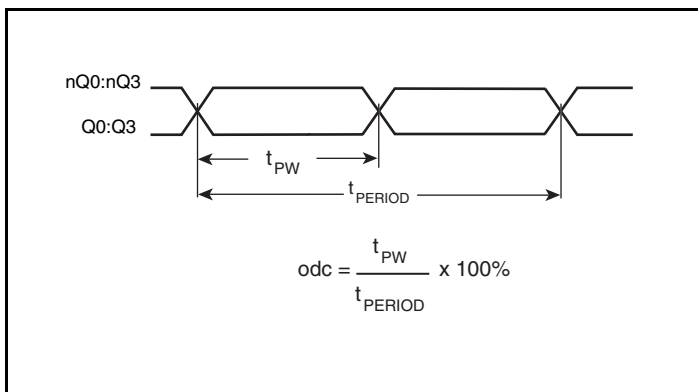 nQ0:nQ3
Q0:Q3
tPW
tPERIOD
odc = tPW / tPERIOD x 100%